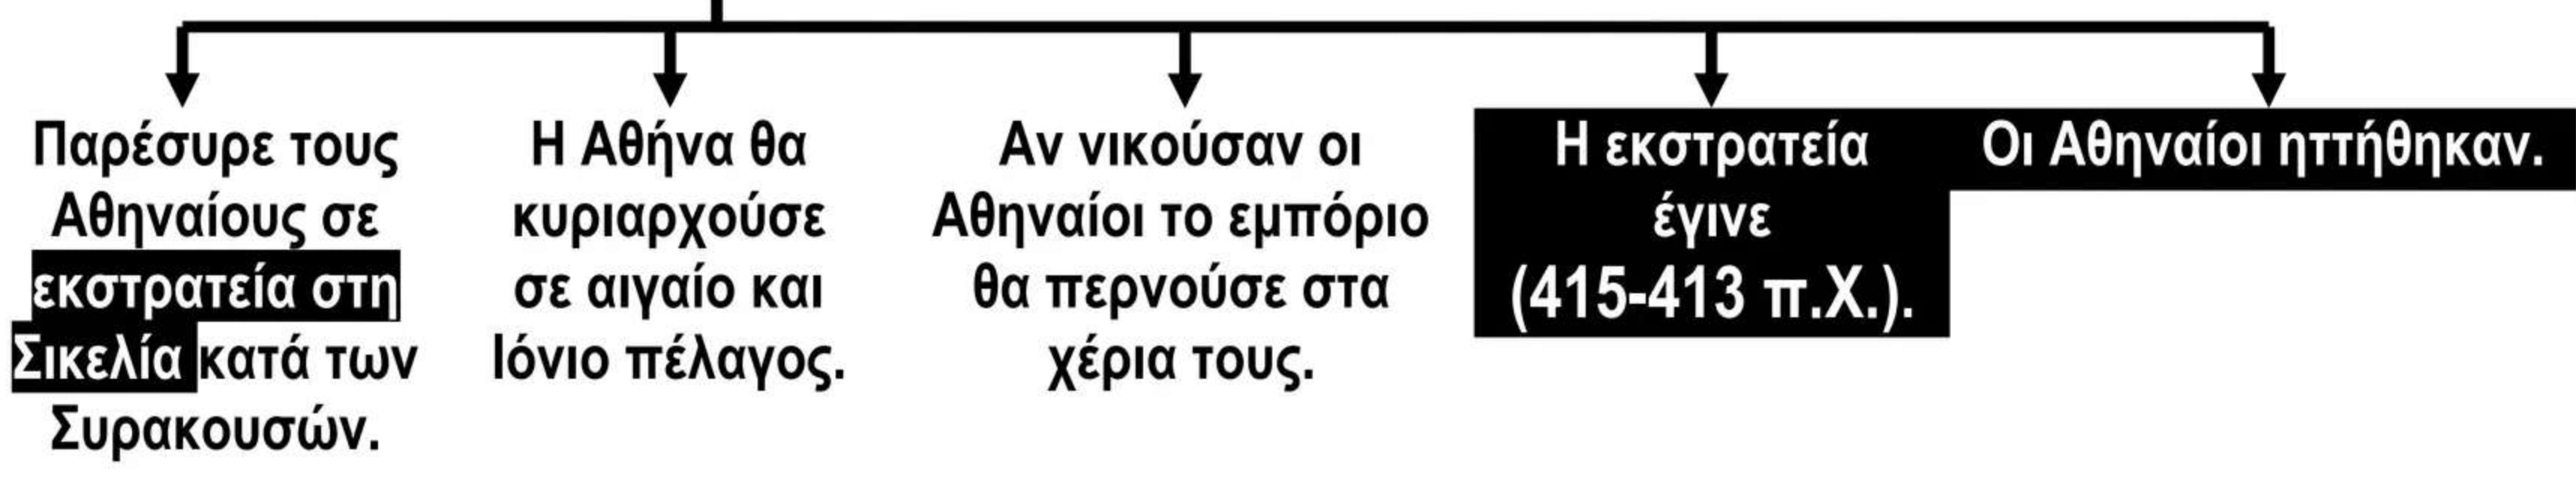 Παρέσυρε τους
Αθηναίους σε
εκστρατεία στη
Σικελία κατά των
Συρακουσών.
Η Αθήνα θα
κυριαρχούσε
σε αιγαίο και
Ιόνιο πέλαγος.
Αν νικούσαν οι
Αθηναίοι το εμπόριο
θα περνούσε στα
χέρια τους.
Η εκστρατεία
έγινε
(415-413 π.Χ.).
Οι Αθηναίοι ηττήθηκαν.